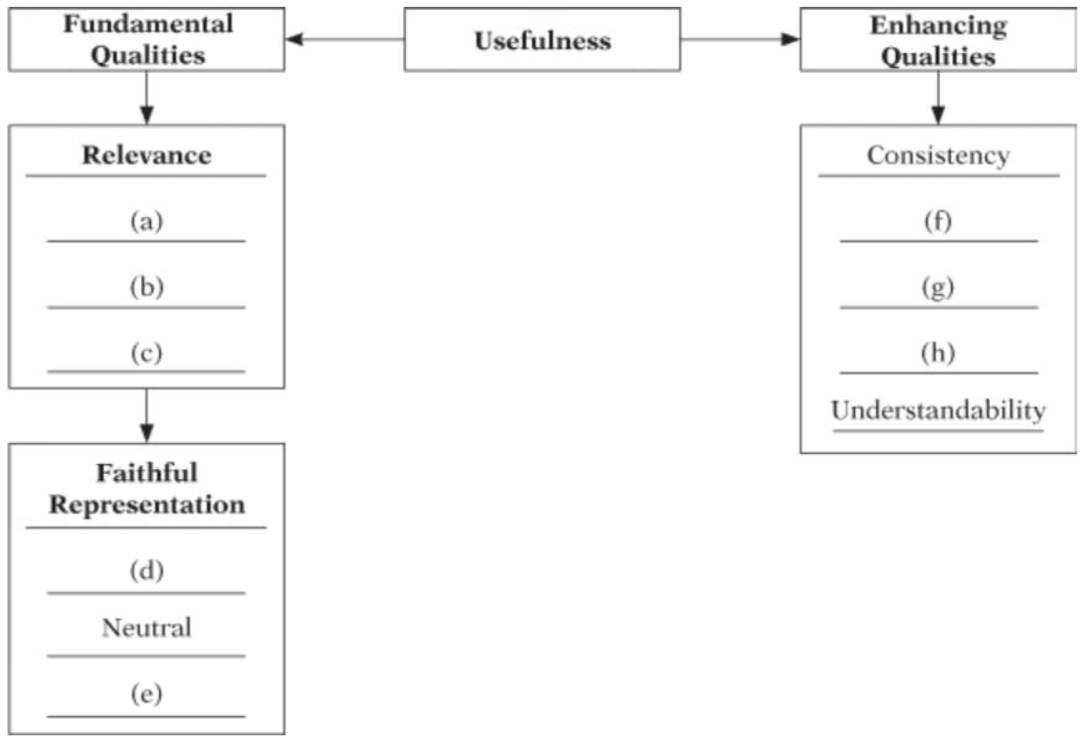 Fundamental
Qualities
Usefulness
Enhancing
Qualities
Relevance
(a)
(b)
(c)
Faithful
Representation
(d)
Neutral
(e)
Consistency
(f)
(g)
(h)
Understandability